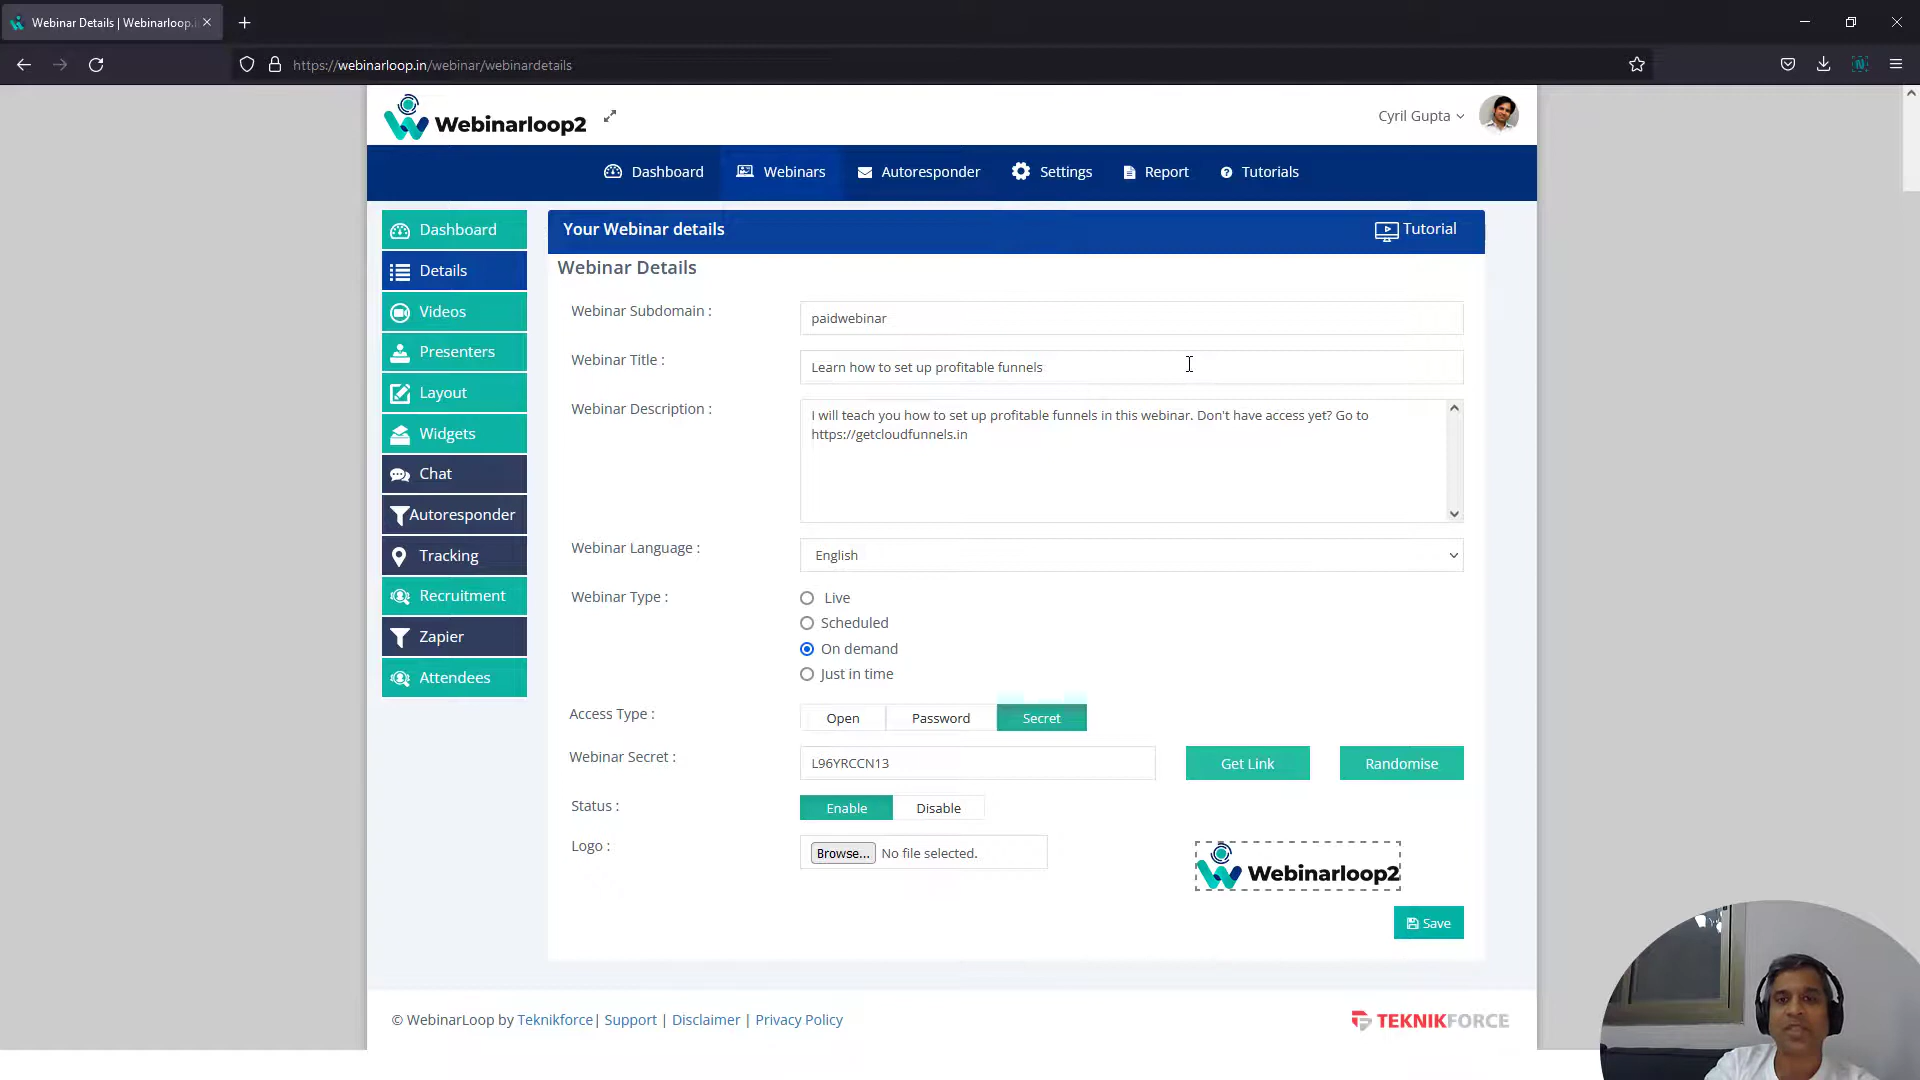 Webinar Details | Webinarloop.
https://webinarloop.in/webinar/webinardetails
Webinarloop2
Cyril Gupta
Dashboard
Webinars
Autoresponder
Settings
Report
Tutorials
Dashboard
Details
Videos
Presenters
Layout
Widgets
Chat
Autoresponder
Tracking
Recruitment
Zapier
Attendees
Your Webinar details
Tutorial
Webinar Details
Webinar Subdomain :
paidwebinar
Webinar Title :
Learn how to set up profitable funnels
Webinar Description :
I will teach you how to set up profitable funnels in this webinar. Don't have access yet? Go to
https://getcloudfunnels.in
Webinar Language :
English
Webinar Type :
Live
Scheduled
On demand
Just in time
Access Type :
Open
Password
Secret
Webinar Secret :
L96YRCCN13
Get Link
Randomise
Status :
Enable
Disable
Logo :
Browse...
No file selected.
Webinarloop2
Save
© WebinarLoop by Teknikforce| Support | Disclaimer | Privacy Policy
TEKNIKFORCE